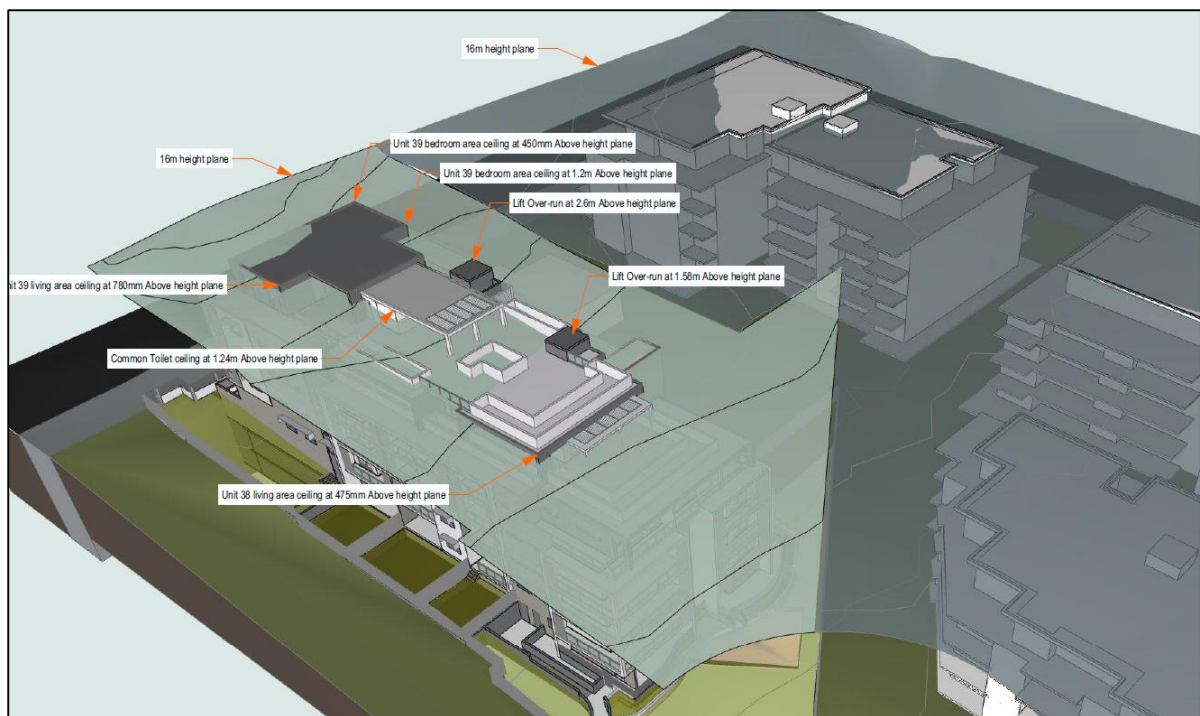 16m height plane
Unit 39 bedroom area ceiling at 450mm Above height plane
16m height plane
Unit 39 bedroom area ceiling at 1.2m Above height plane
Lift Over-run at 2.6m Above height plane
Lift Over-run at 1.58m Above height plane
nit 39 living area ceiling at 780mm Above height plane
Common Toilet ceiling at 1.24m Above height plane
Unit 38 living area ceiling at 475mm Above height plane